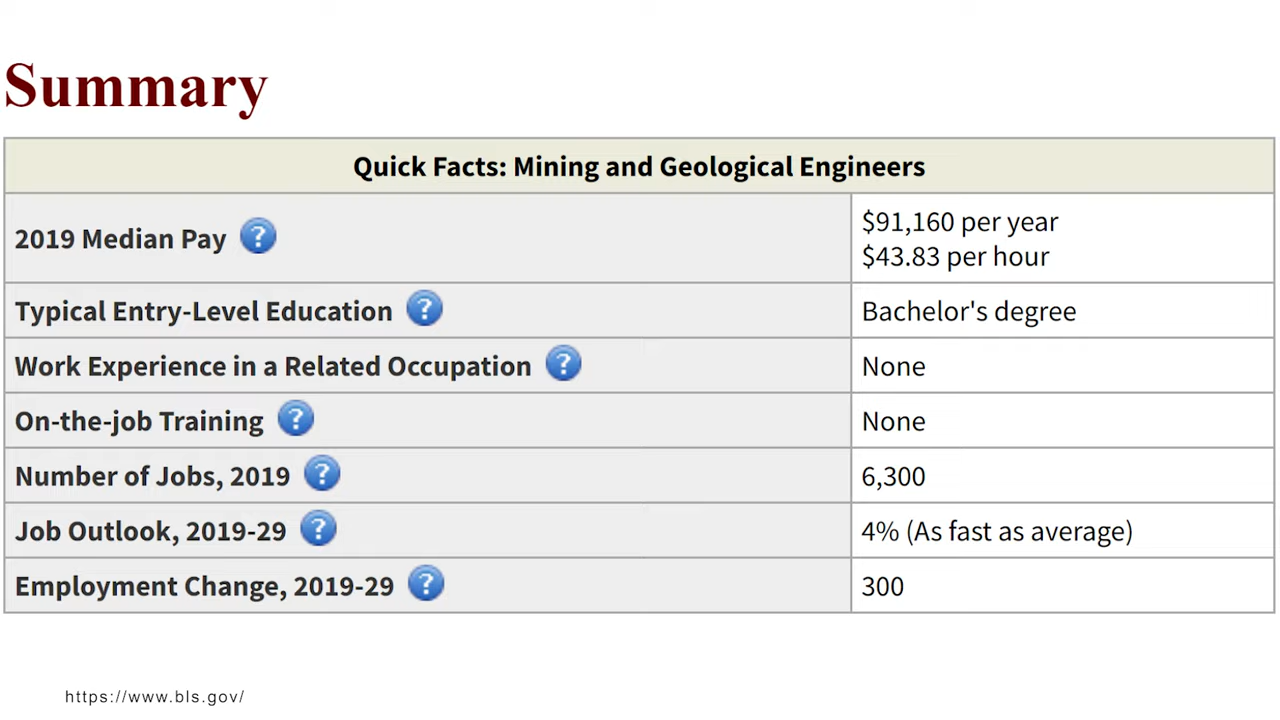 Summary
Quick Facts: Mining and Geological Engineers
2019 Median Pay ?
$91,160 per year
$43.83 per hour
Typical Entry-Level Education ?
Bachelor's degree
Work Experience in a Related Occupation ?
None
On-the-job Training ?
None
Number of Jobs, 2019 ?
6,300
Job Outlook, 2019-29 ?
4% (As fast as average)
Employment Change, 2019-29 ?
300
https://www.bls.gov/